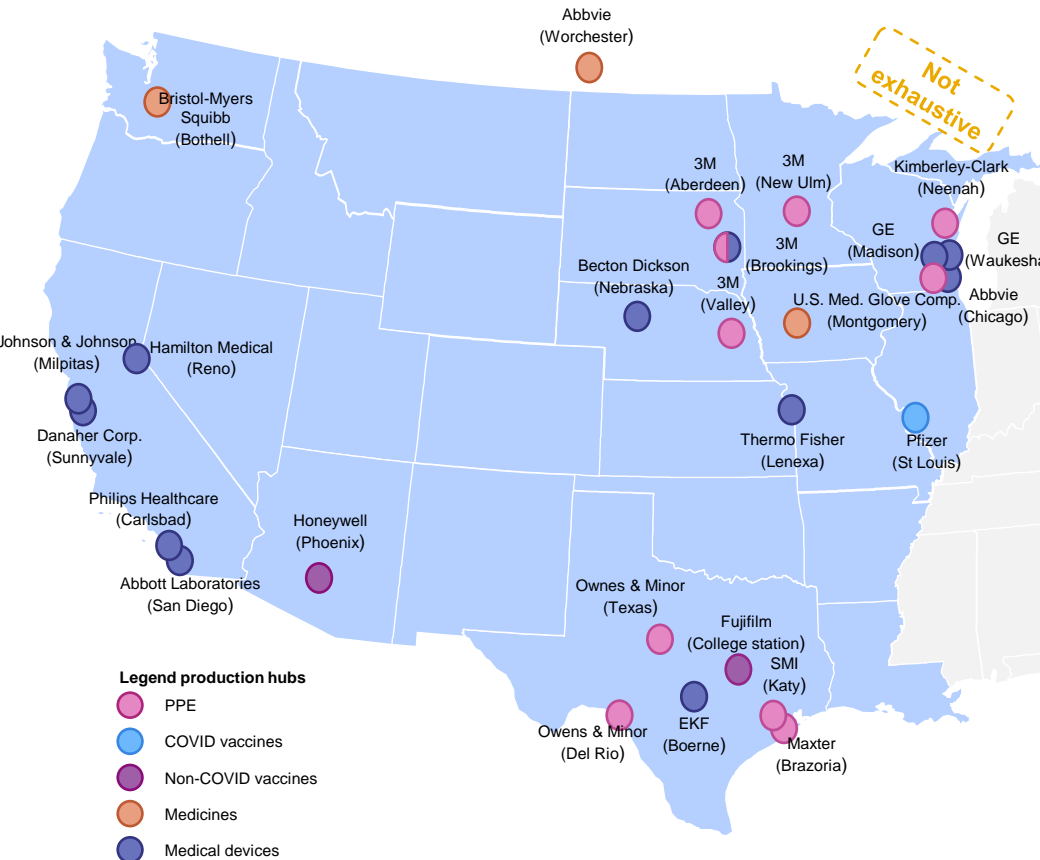 Abbvie
(Worchester)
Not
exhaustive
Bristol-Myers
Squibb
(Bothell)
3M
(Aberdeen)
3M
(New Ulm)
Kimberley-Clark
(Neenah)
GE
(Madison)
GE
(Waukesha
3M
(Brookings)
Becton Dickson
(Nebraska)
3M
(Valley)
U.S. Med. Glove Comp.
(Montgomery)
Abbvie
(Chicago)
Johnson & Johnson
(Milpitas)
Hamilton Medical
(Reno)
Danaher Corp.
(Sunnyvale)
Thermo Fisher
(Lenexa)
Pfizer
(St Louis)
Philips Healthcare
(Carlsbad)
Honeywell
(Phoenix)
Abbott Laboratories
(San Diego)
Ownes & Minor
(Texas)
Fujifilm
(College station)
SMI
(Katy)
Owens & Minor
(Del Rio)
EKF
(Boerne)
Maxter
(Brazoria)
Legend production hubs
PPE
COVID vaccines
Non-COVID vaccines
Medicines
Medical devices